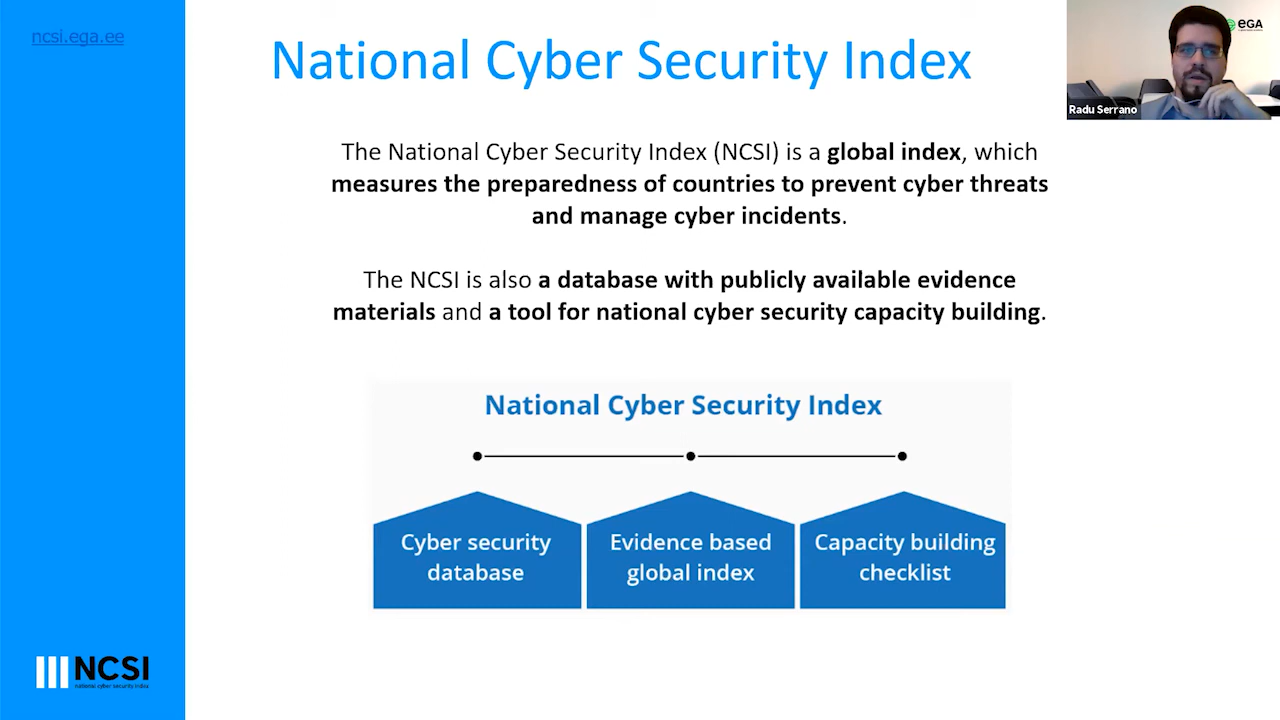 ncsi.ega.ee
National Cyber Security Index
eGA
Radu Serrano
The National Cyber Security Index (NCSI) is a global index, which
measures the preparedness of countries to prevent cyber threats
and manage cyber incidents.
The NCSI is also a database with publicly available evidence
materials and a tool for national cyber security capacity building.
National Cyber Security Index
Cyber security
database
Evidence based
global index
Capacity building
checklist
NCSI
national cyber security index